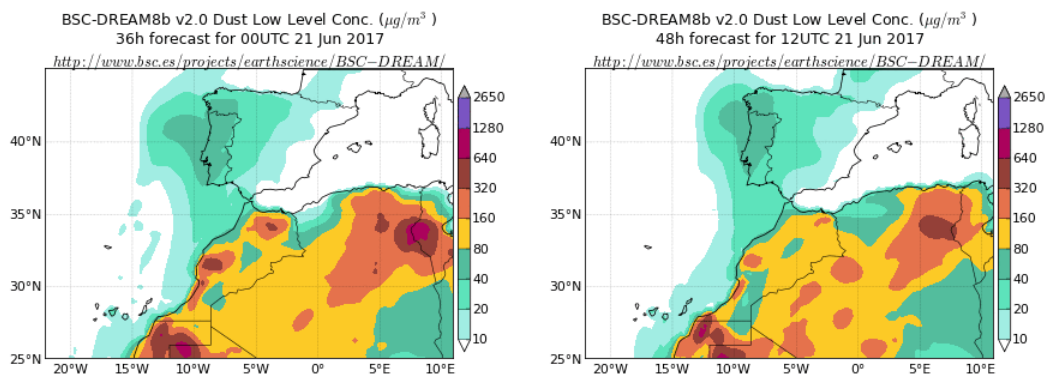 BSC-DREAM8b v2.0 Dust Low Level Conc. (μg/m³ )
36h forecast for 00UTC 21 Jun 2017
http://www.bsc.es/projects/earthscience/BSC−DREAM/
40°N
35°N
30°N
25°N
20°W
15°W
10°W
5°W
0°E
5°E
10°E
2650
1280
640
320
160
80
40
20
10
BSC-DREAM8b v2.0 Dust Low Level Conc. (μg/m³ )
48h forecast for 12UTC 21 Jun 2017
http://www.bsc.es/projects/earthscience/BSC−DREAM/
40°N
35°N
30°N
25°N
20°W
15°W
10°W
5°W
0°E
5°E
10°E
2650
1280
640
320
160
80
40
20
10